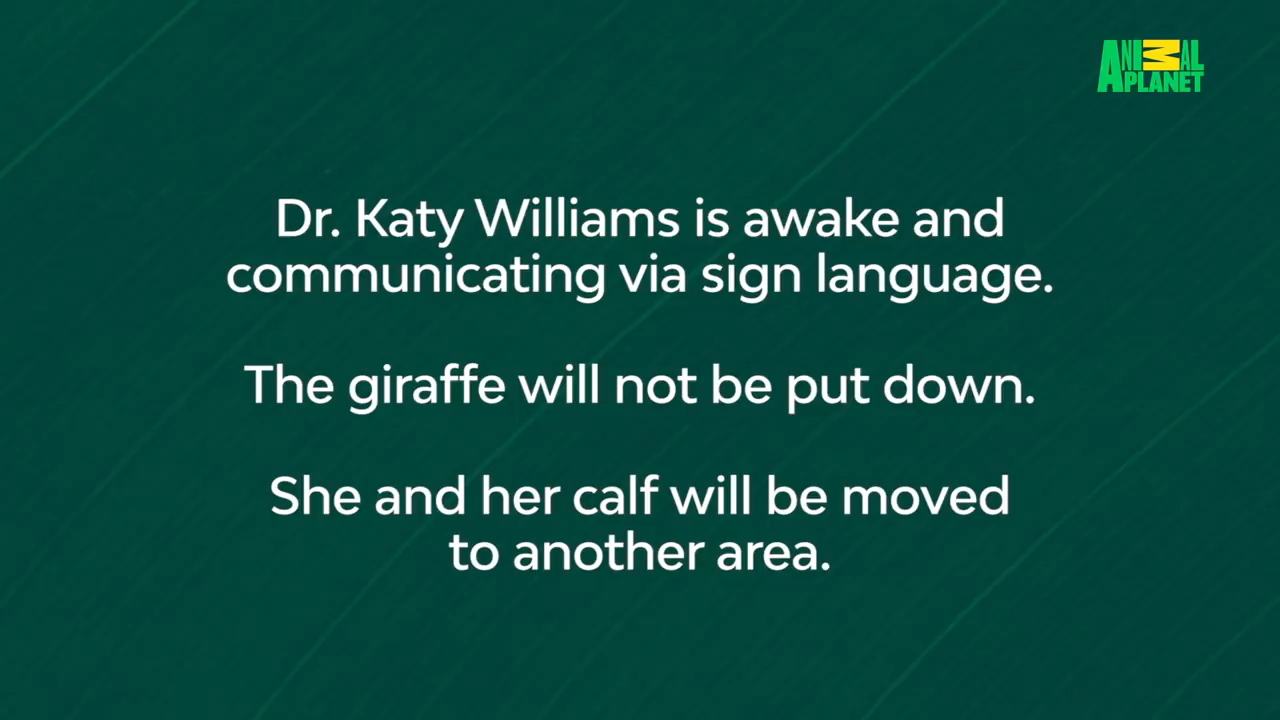 ANIMAL
PLANET
Dr. Katy Williams is awake and
communicating via sign language.
The giraffe will not be put down.
She and her calf will be moved
to another area.